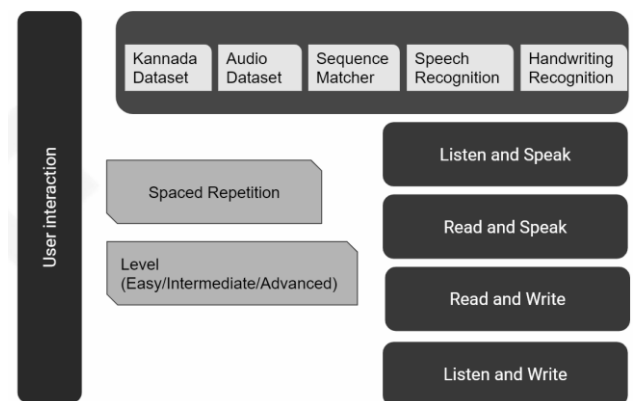 User interaction
Kannada
Dataset
Audio
Dataset
Sequence
Matcher
Speech
Recognition
Handwriting
Recognition
Spaced Repetition
Level
(Easy/Intermediate/Advanced)
Listen and Speak
Read and Speak
Read and Write
Listen and Write